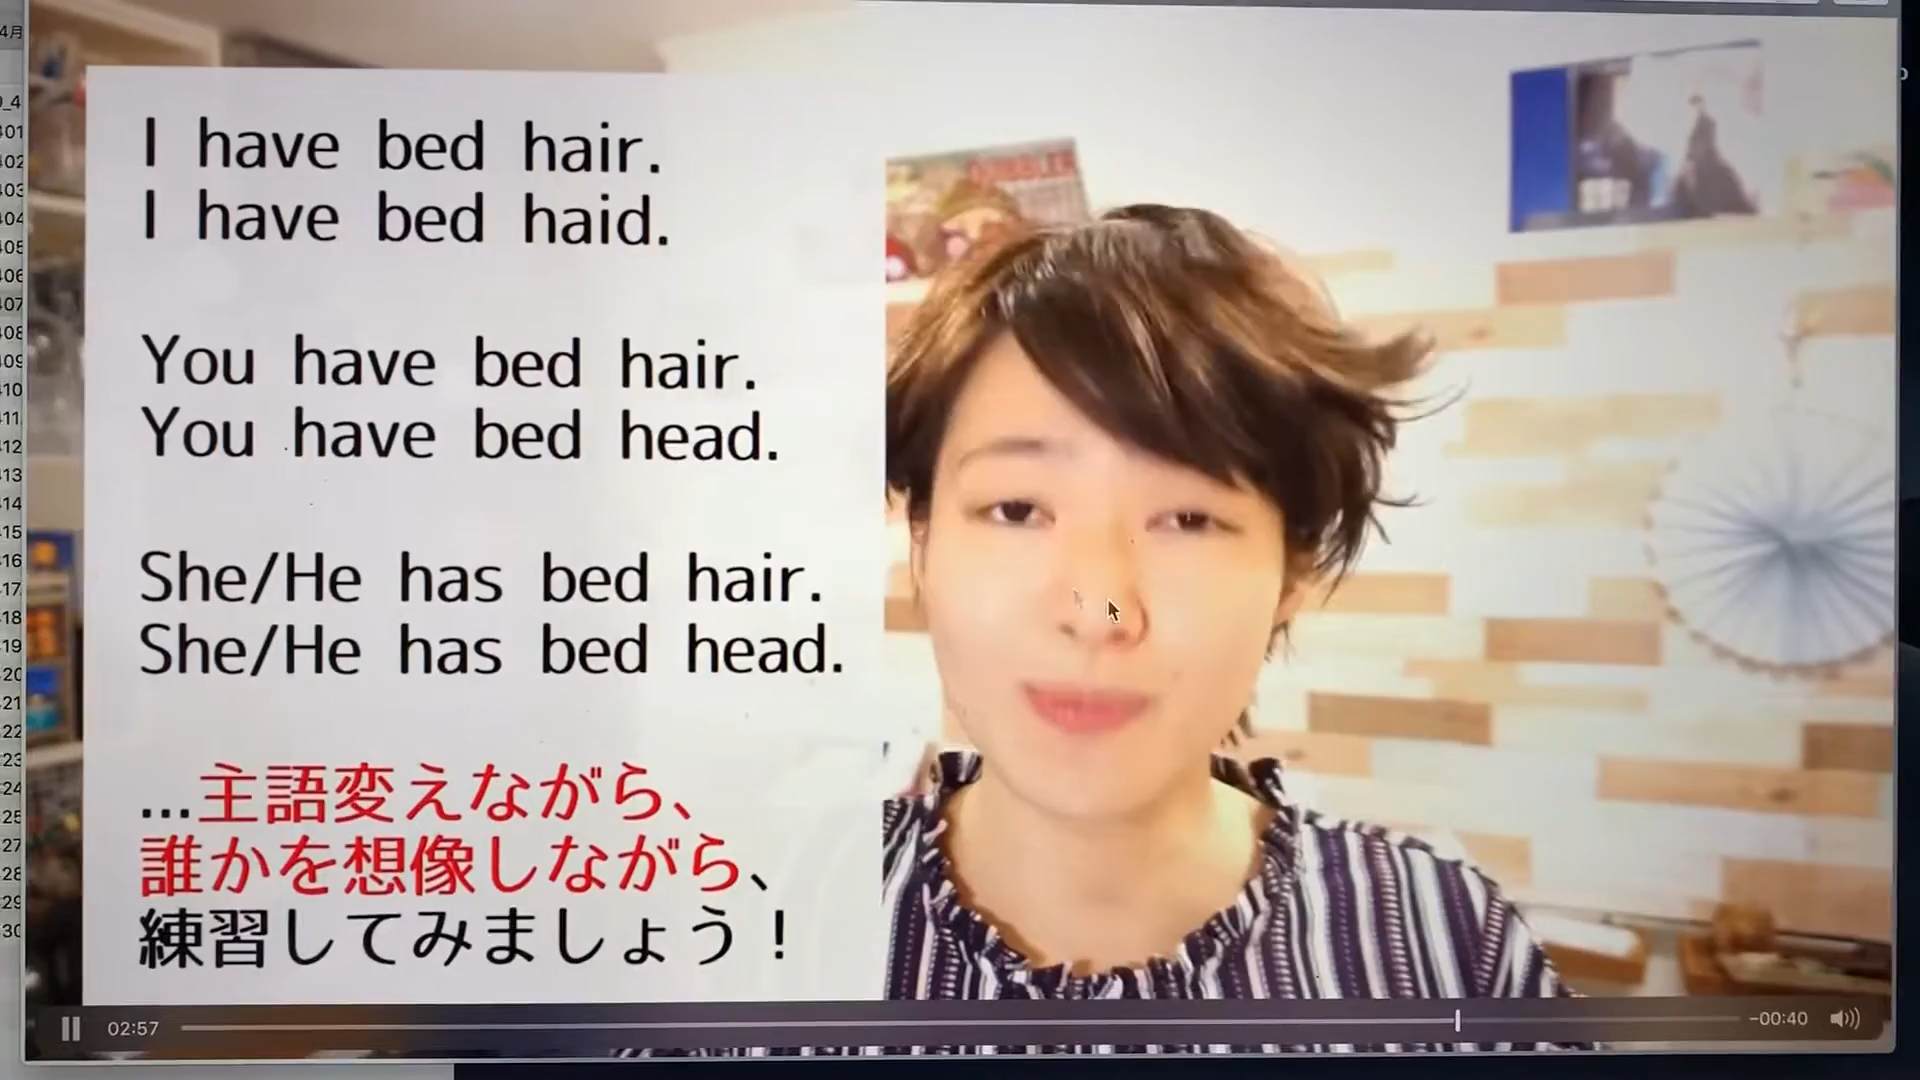 I have bed hair.
I have bed haid.
You have bed hair.
You have bed head.
She/He has bed hair.
She/He has bed head.
...主語変えながら、
誰かを想像しながら、
練習してみましょう！
02:57
-00:40
4月